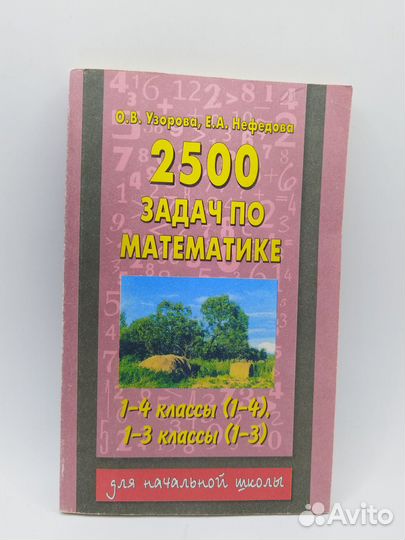 О.В. Узорова, Е.А. Нефедова
2500
ЗАДАЧ ПО
МАТЕМАТИКЕ
1–4 классы (1–4),
1–3 классы (1–3)
для начальной школы
Avito